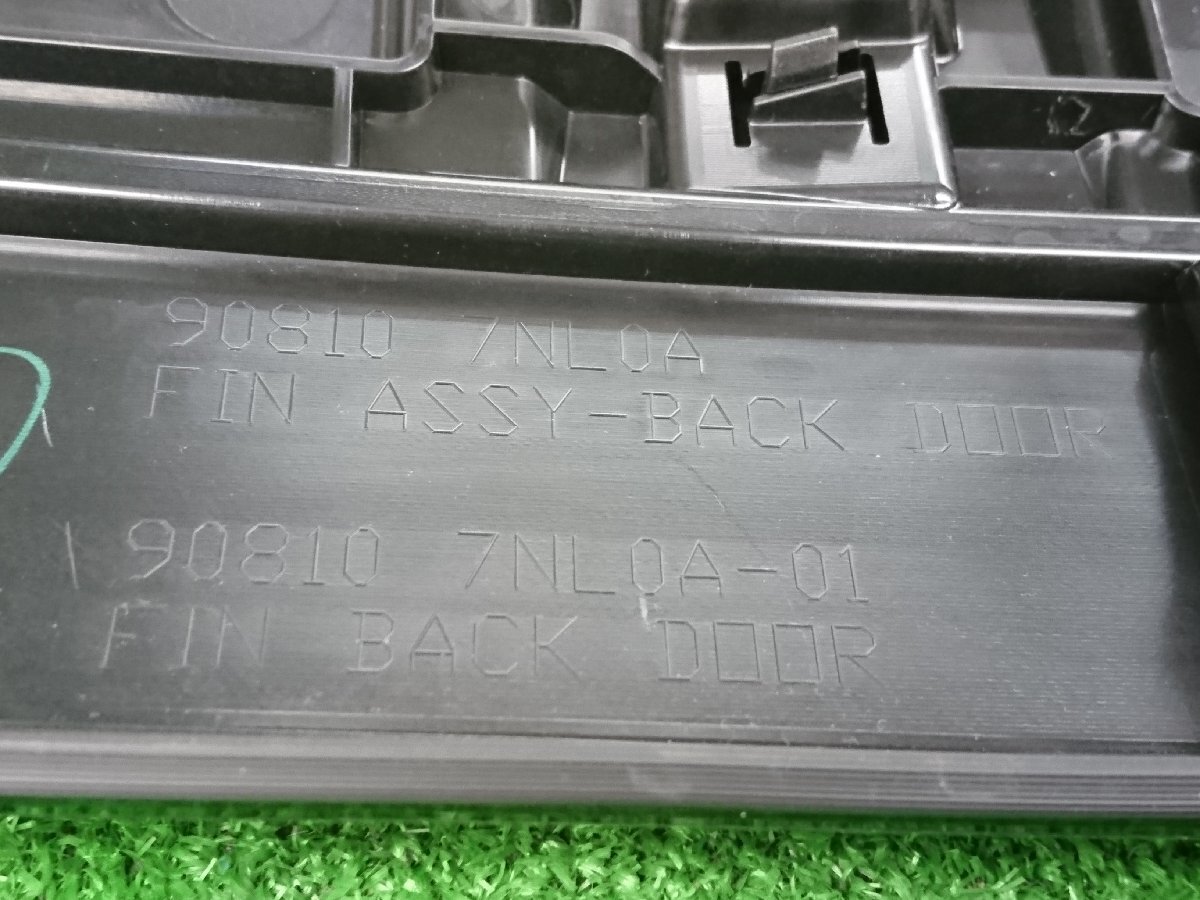 90810 7NL0A
FIN ASSY-BACK DOOR
90810 7NL0A-01
FIN BACK DOOR